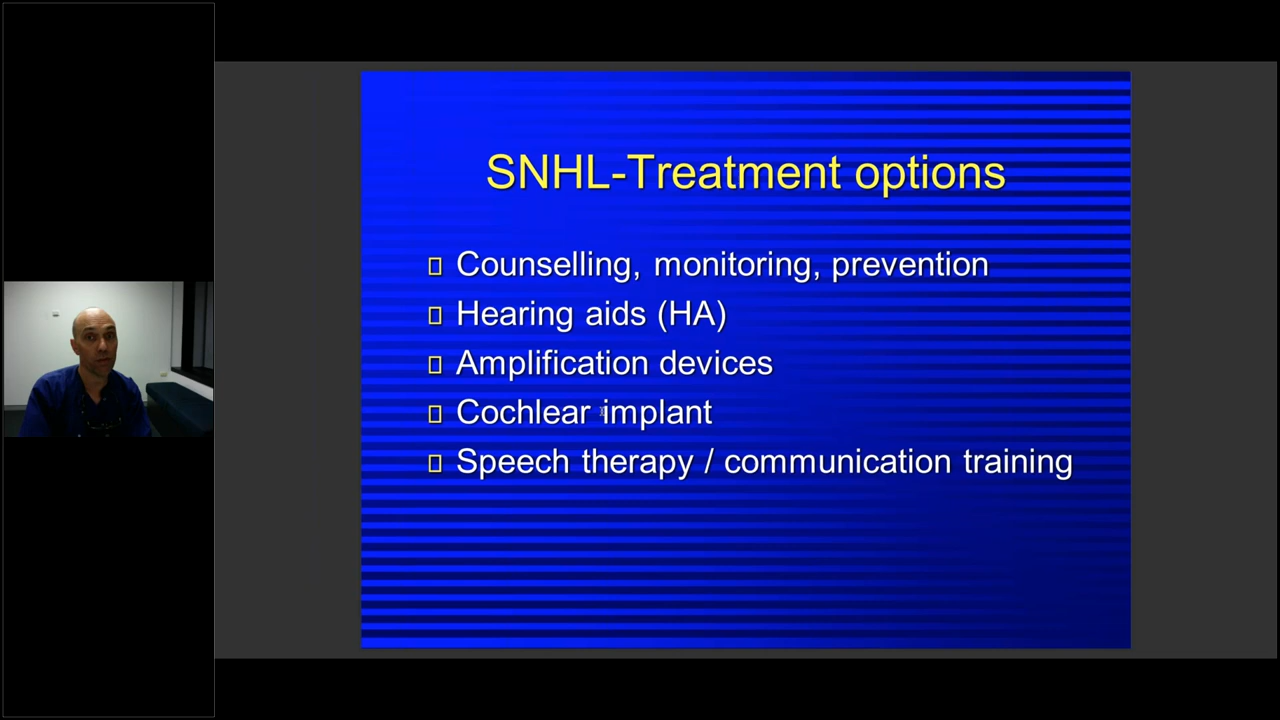 SNHL-Treatment options
Counselling, monitoring, prevention
Hearing aids (HA)
Amplification devices
Cochlear implant
Speech therapy / communication training